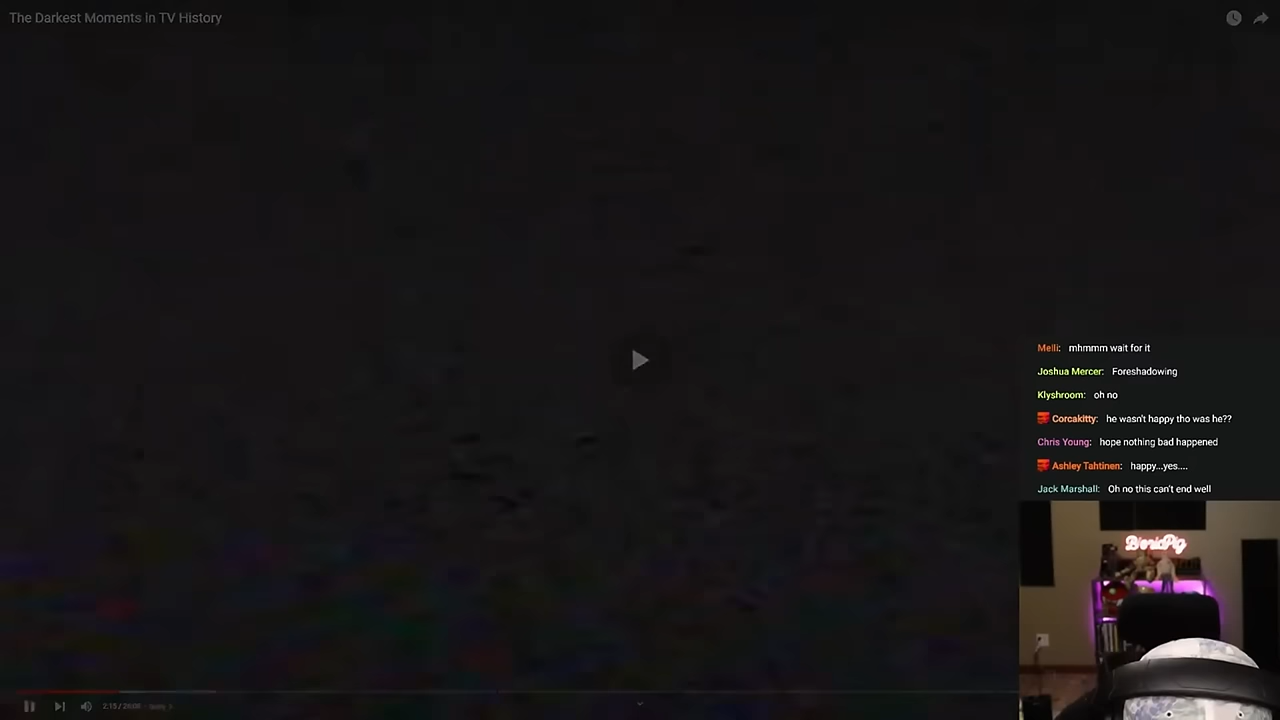 The Darkest Moments in TV History
Melli: mhmmm wait for it
Joshua Mercer: Foreshadowing
Klyshroom: oh no
Corcakitty: he wasn't happy tho was he??
Chris Young: hope nothing bad happened
Ashley Tahtinen: happy...yes....
Jack Marshall: Oh no this can't end well